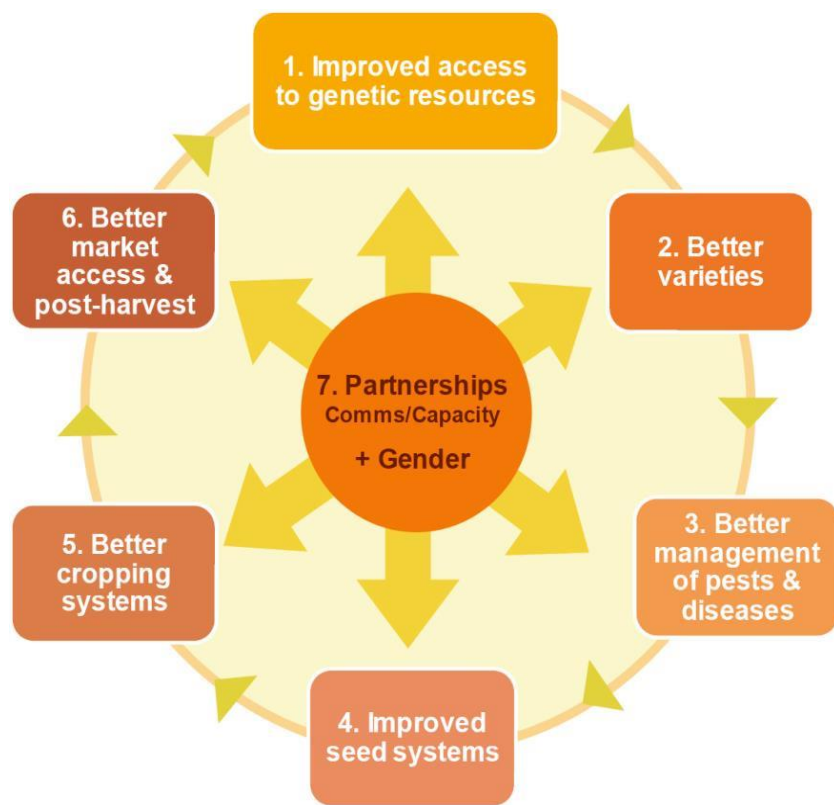 1. Improved access
to genetic resources
2. Better
varieties
3. Better
management
of pests &
diseases
4. Improved
seed systems
5. Better
cropping
systems
6. Better
market
access &
post-harvest
7. Partnerships
Comms/Capacity
+ Gender